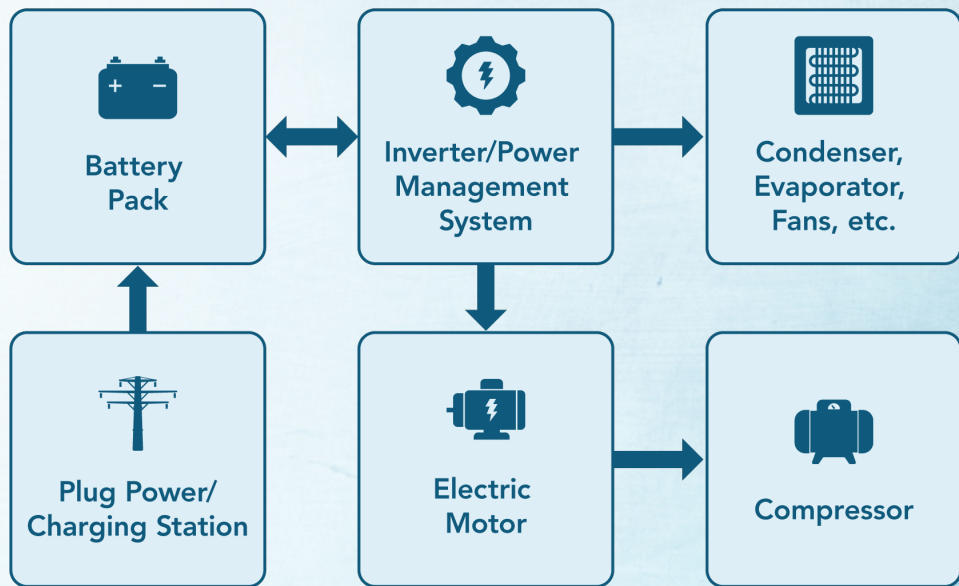 Battery
Pack
Inverter/Power
Management
System
Condenser,
Evaporator,
Fans, etc.
Plug Power/
Charging Station
Electric
Motor
Compressor